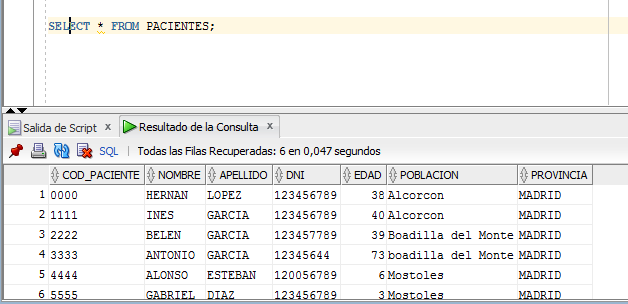 SELECT * FROM PACIENTES;
Salida de Script x Resultado de la Consulta x
SQL | Todas las Filas Recuperadas: 6 en 0,047 segundos
COD_PACIENTE NOMBRE APELLIDO DNI EDAD POBLACION PROVINCIA
1 0000 HERNAN LOPEZ 123456789 38 Alcorcon MADRID
2 1111 INES GARCIA 123456789 40 Alcorcon MADRID
3 2222 BELEN GARCIA 123457789 39 Boadilla del Monte MADRID
4 3333 ANTONIO GARCIA 12345644 73 boadilla del Monte MADRID
5 4444 ALONSO ESTEBAN 120056789 6 Mostoles MADRID
6 5555 GABRIEL DIAZ 123456789 3 Mostoles MADRID